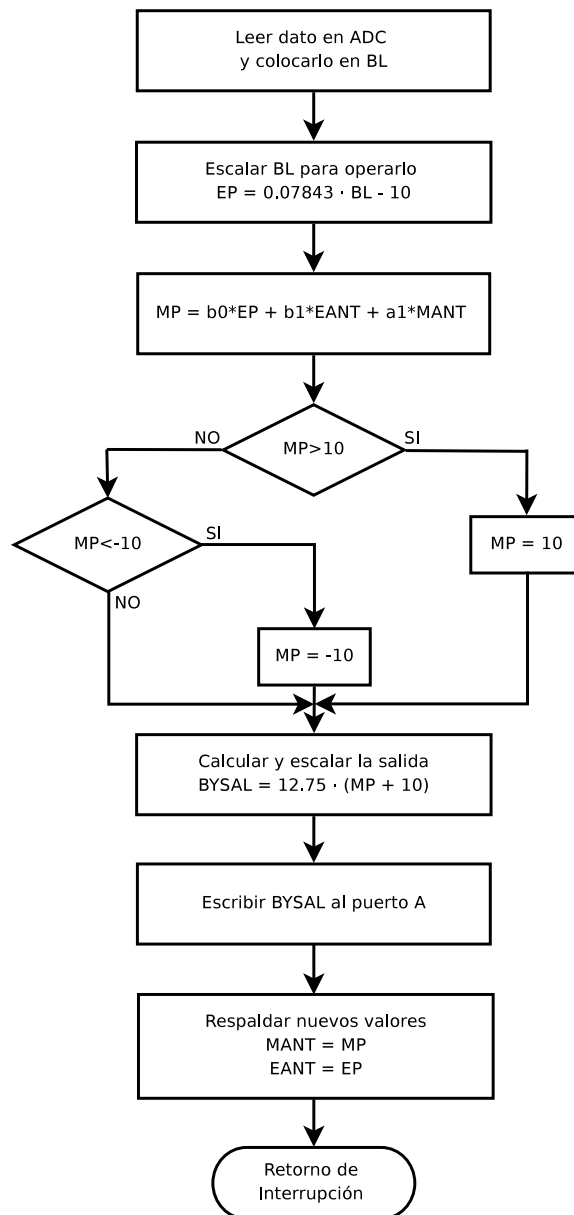 Leer dato en ADC
y colocarlo en BL
Escalar BL para operarlo
EP = 0.07843 · BL - 10
MP = b0*EP + b1*EANT + a1*MANT
NO
MP>10
SI
MP<-10
SI
MP = 10
NO
MP = -10
Calcular y escalar la salida
BYSAL = 12.75 · (MP + 10)
Escribir BYSAL al puerto A
Respaldar nuevos valores
MANT = MP
EANT = EP
Retorno de
Interrupción